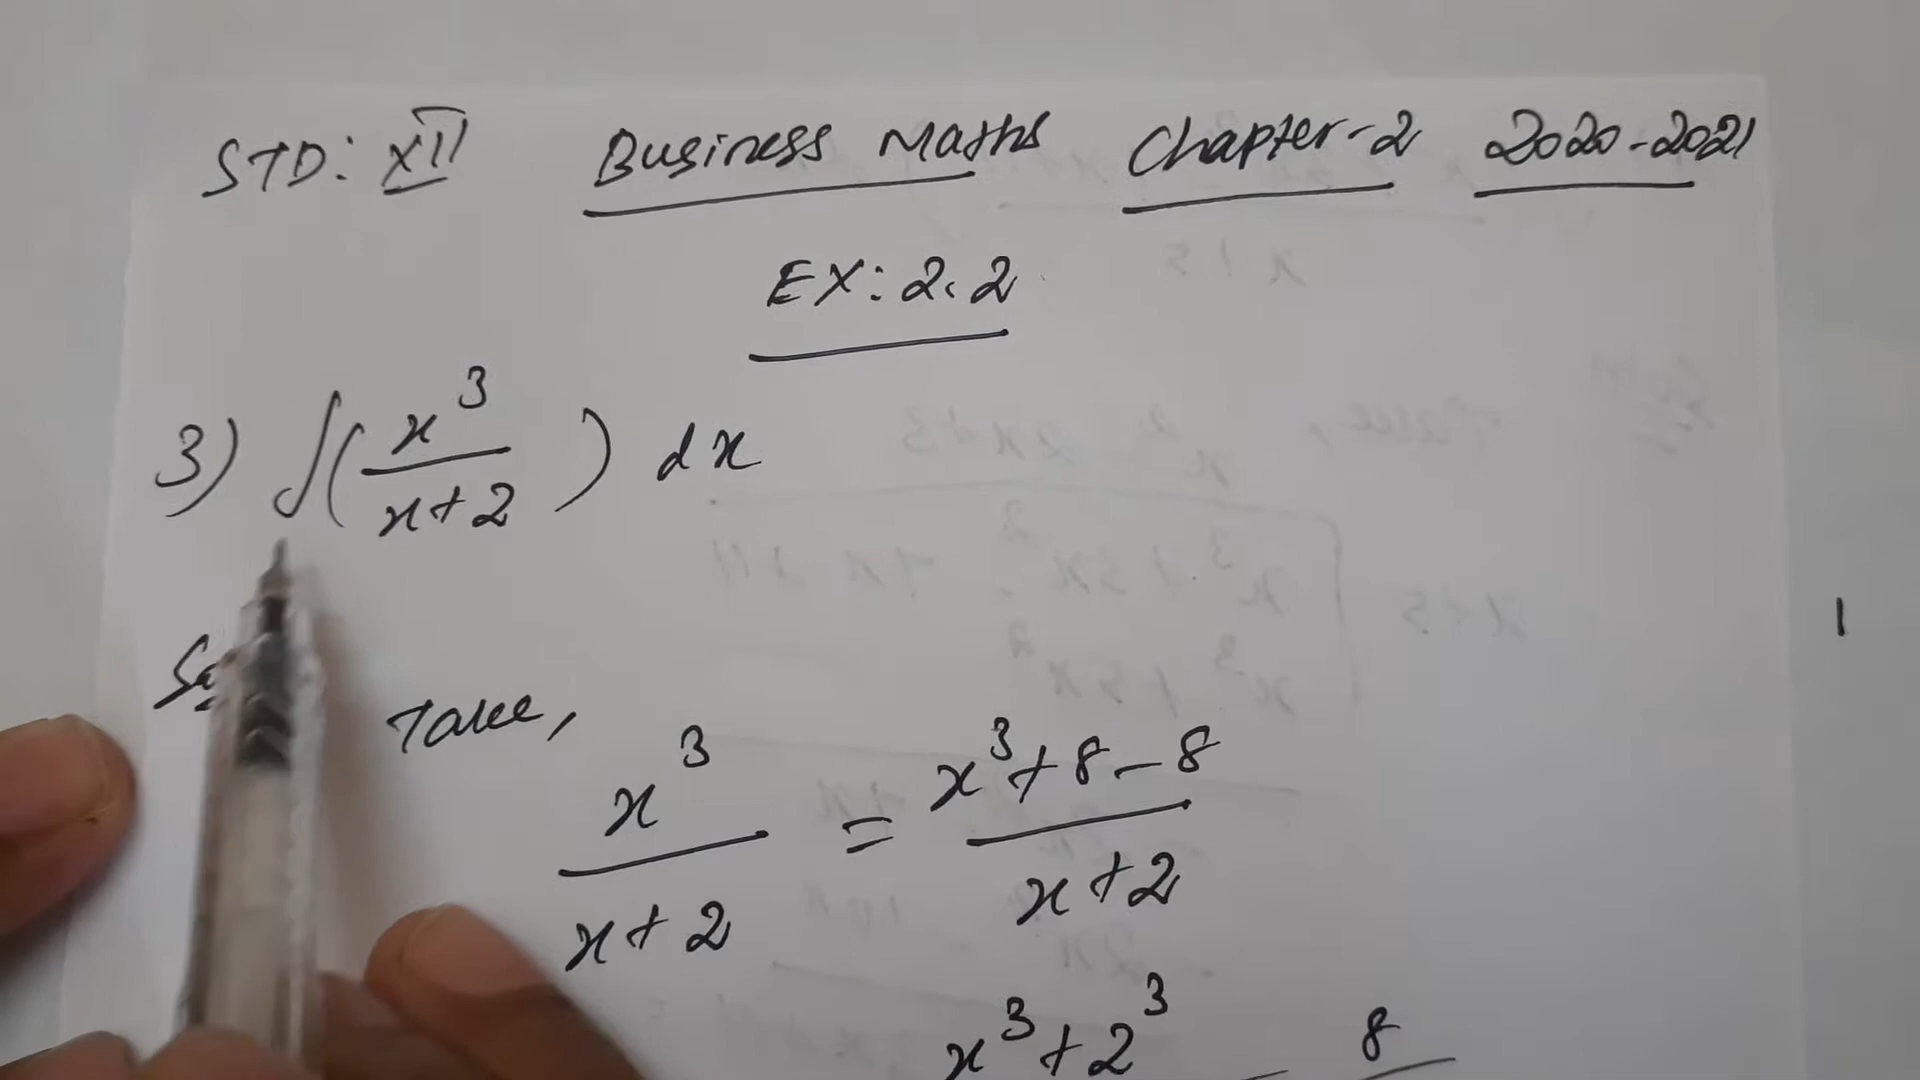 STD: XII Business Maths Chapter-2 2020-2021
EX: 2.2
3) ∫(x³/x+2) dx
Take,
x³/x+2 = x³+8-8/x+2
x³+2³ 8